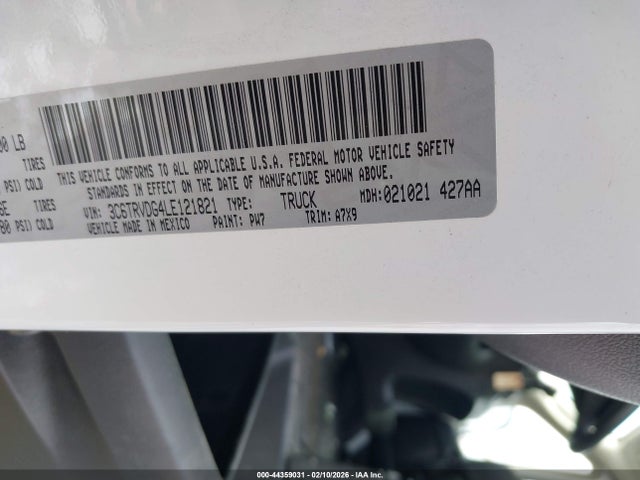 00 LB
TIRES
PSI) COLD
TIRES
80 PSI) COLD
THIS VEHICLE CONFORMS TO ALL APPLICABLE U.S.A. FEDERAL MOTOR VEHICLE SAFETY
STANDARDS IN EFFECT ON THE DATE OF MANUFACTURE SHOWN ABOVE.
VIN: 3C6TRVDG4LE121821 TYPE: TRUCK MDH:021021 427AA
VEHICLE MADE IN MEXICO PAINT: PW7 TRIM: A7X9
000-44359031 - 02/10/2026 - IAA Inc.